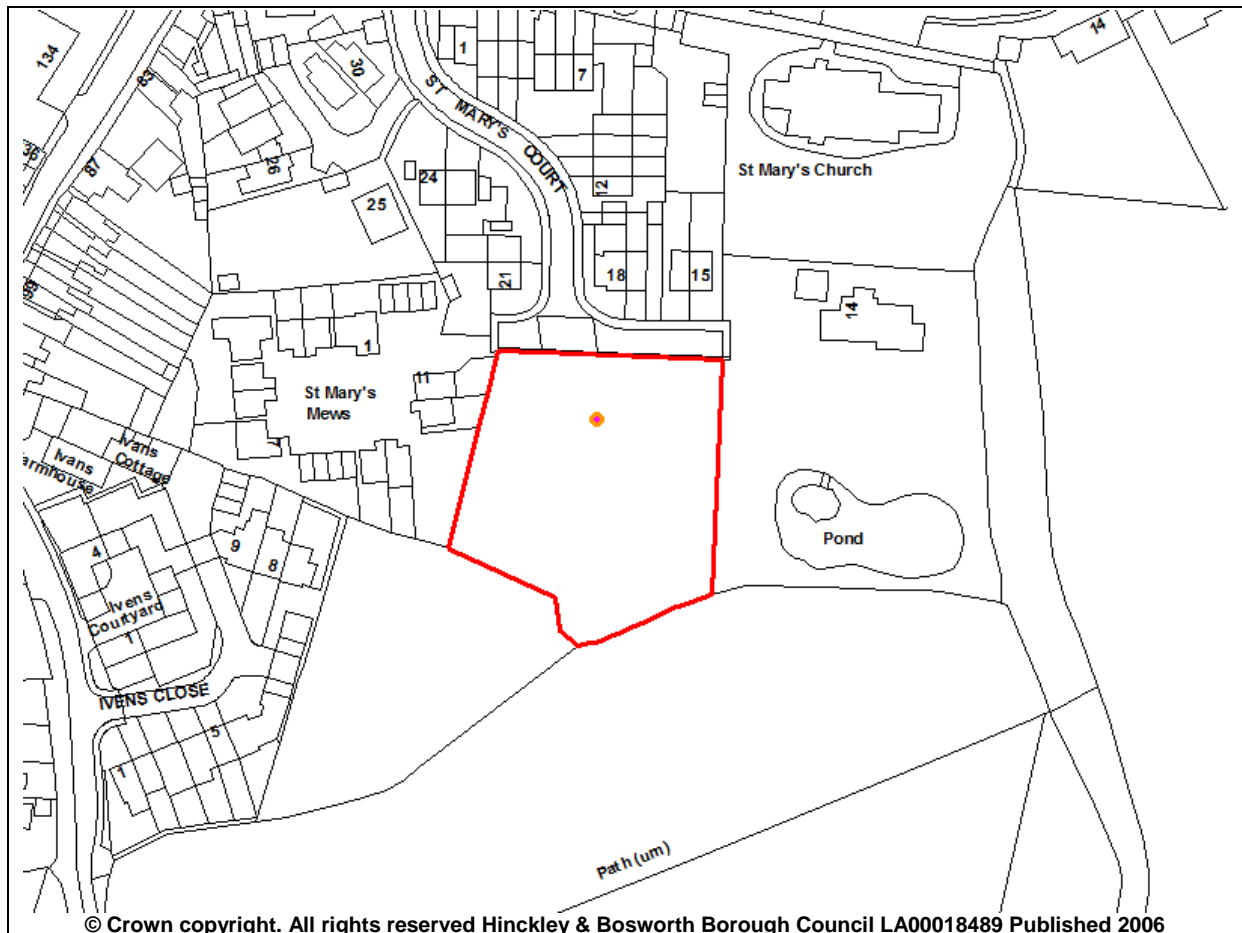 134
83
30
1
7
14
36
87
26
ST MARY'S COURT
St Mary's Church
24
12
25
99
21
18
15
14
1
11
St Mary's
Mews
Ivans
Cottage
Ivans
armhouse
Pond
4
9
8
Ivens
Courtyard
1
IVENS CLOSE
5
1
Path (um)
© Crown copyright. All rights reserved Hinckley & Bosworth Borough Council LA00018489 Published 2006